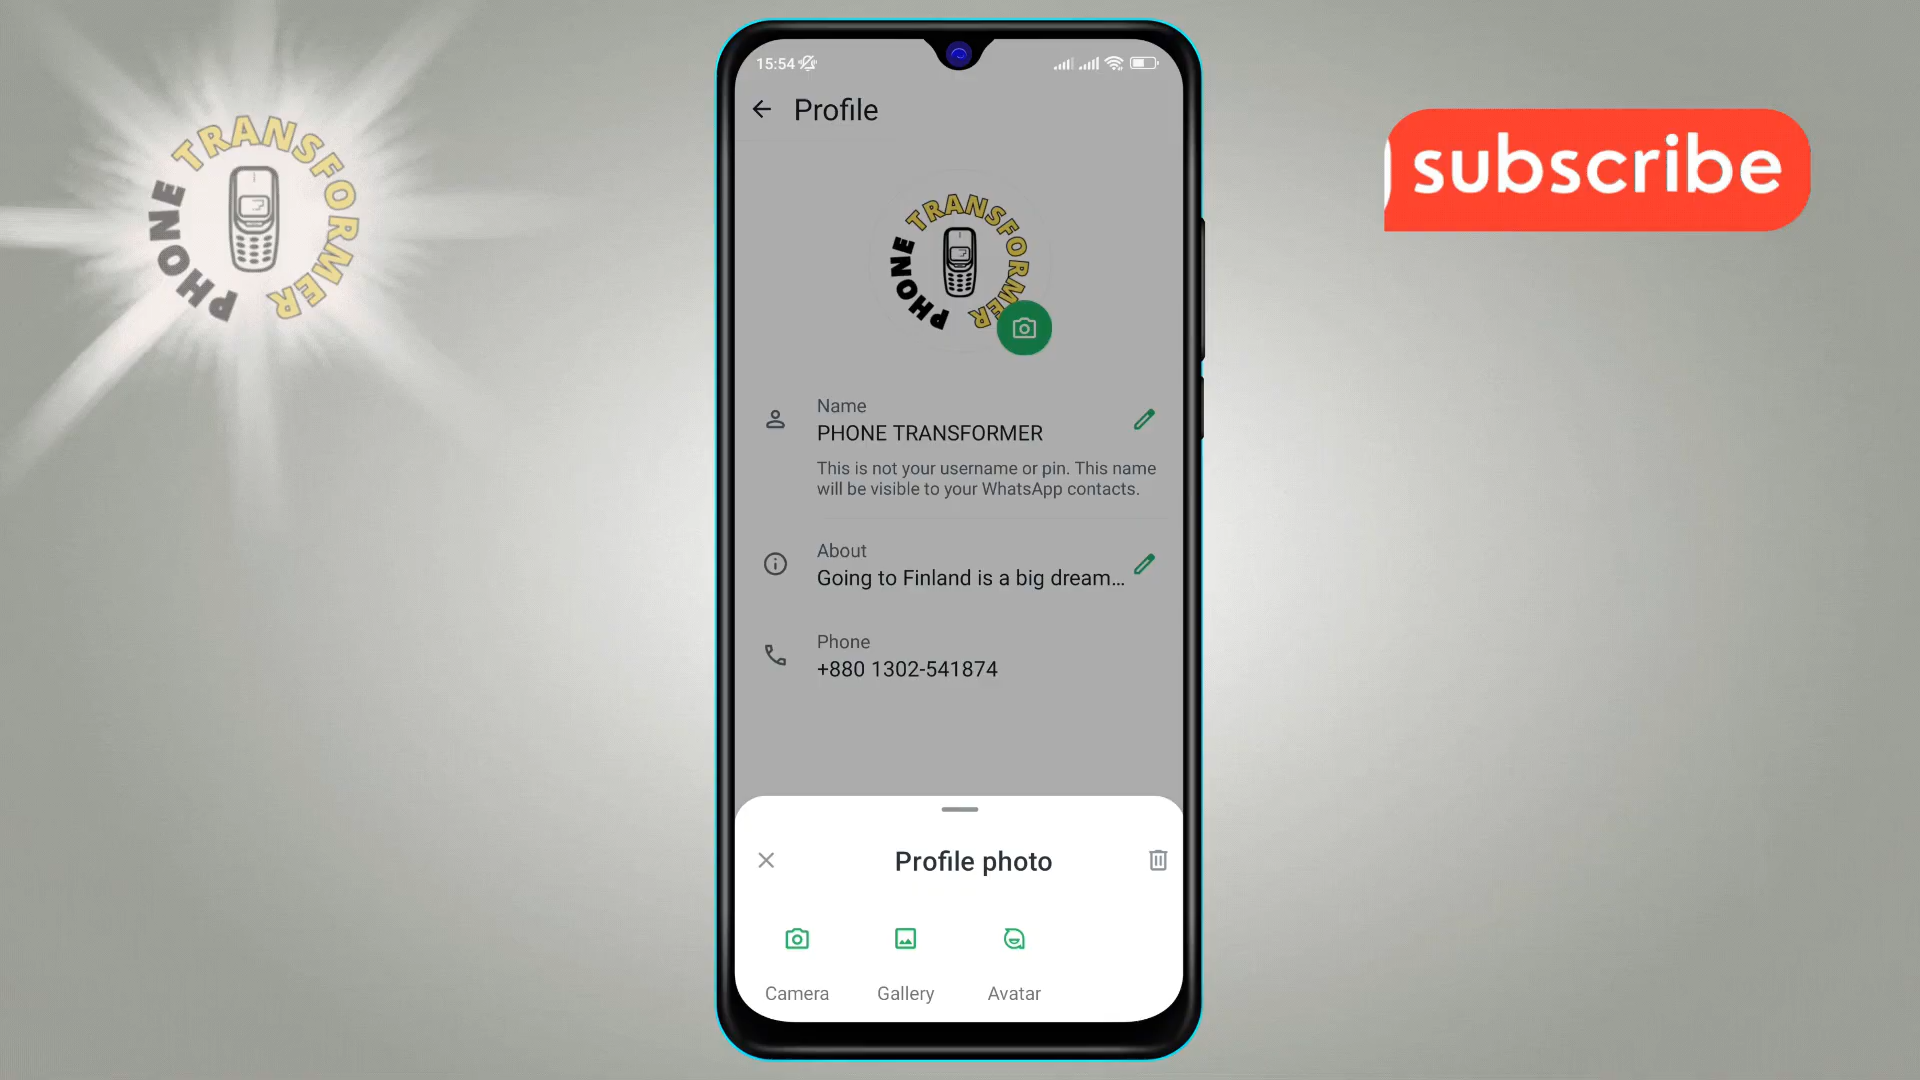 PHONE TRANSFORMER
subscribe
15:54
Profile
PHONE TRANSFORMER
Name
PHONE TRANSFORMER
This is not your username or pin. This name
will be visible to your WhatsApp contacts.
About
Going to Finland is a big dream...
Phone
+880 1302-541874
Profile photo
Camera
Gallery
Avatar